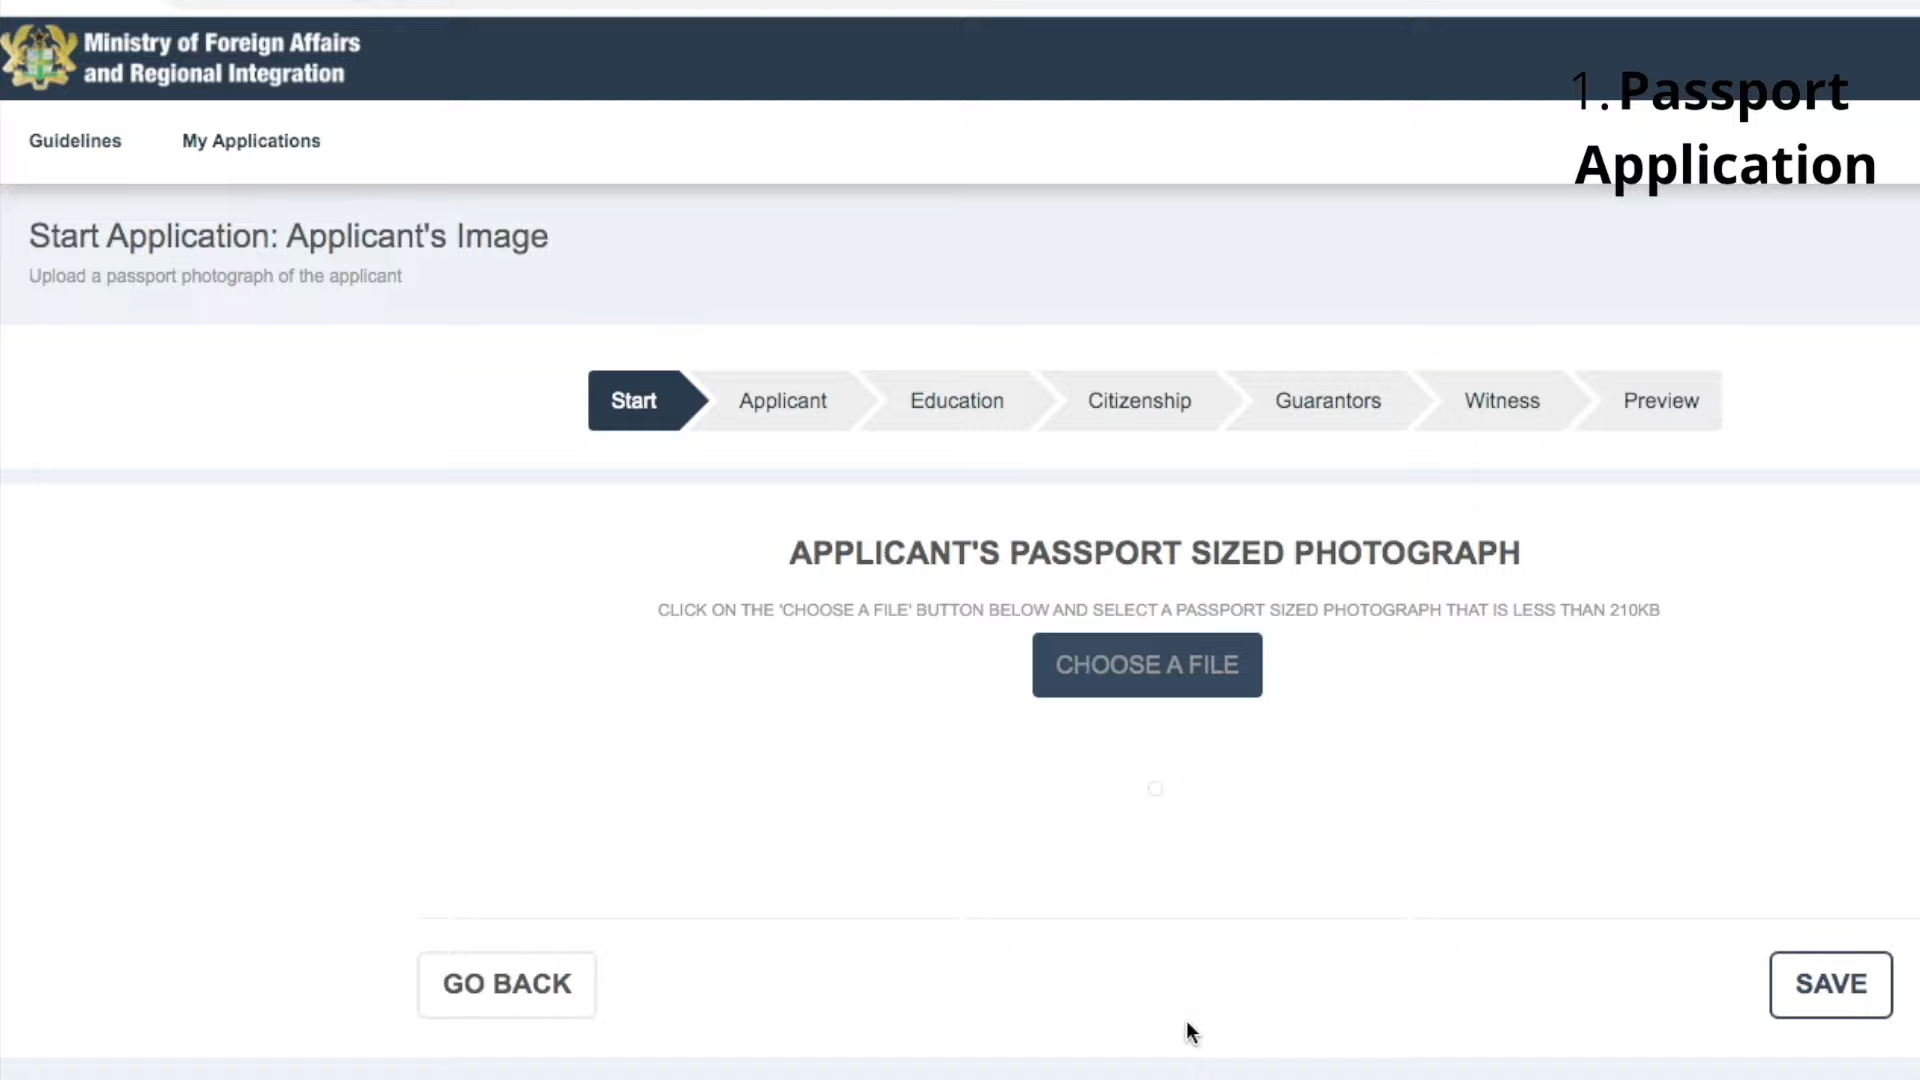 Ministry of Foreign Affairs
and Regional Integration
1. Passport
Application
Guidelines
My Applications
Start Application: Applicant's Image
Upload a passport photograph of the applicant
Start
Applicant
Education
Citizenship
Guarantors
Witness
Preview
APPLICANT'S PASSPORT SIZED PHOTOGRAPH
CLICK ON THE 'CHOOSE A FILE' BUTTON BELOW AND SELECT A PASSPORT SIZED PHOTOGRAPH THAT IS LESS THAN 210KB
CHOOSE A FILE
GO BACK
SAVE